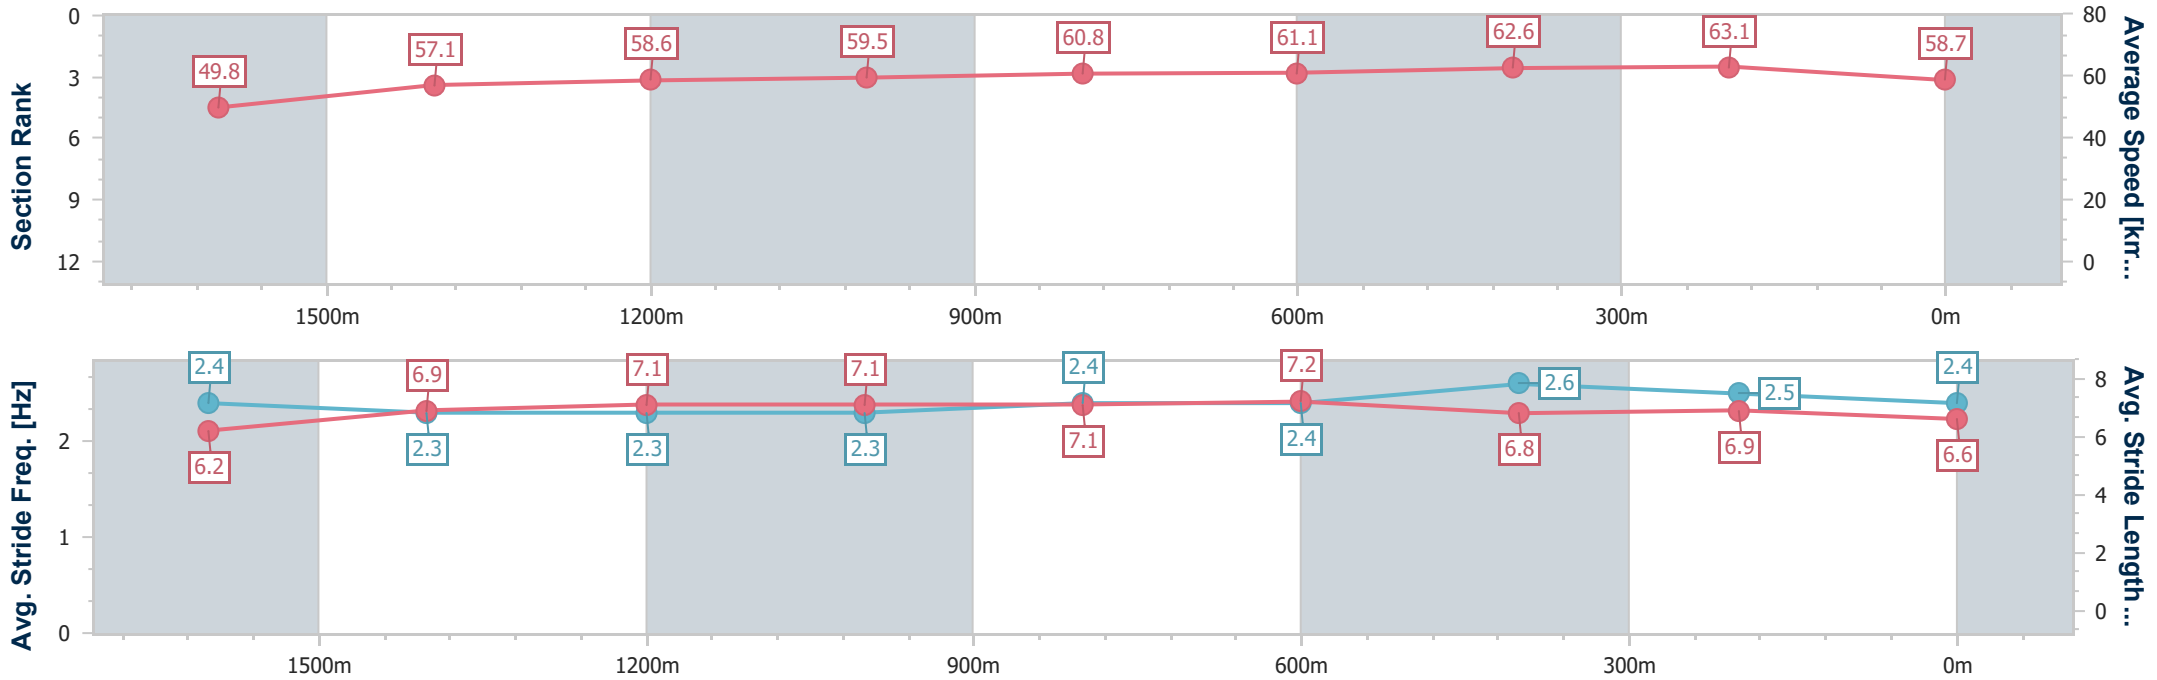 Section Rank
0
3
6
9
12
49.8
57.1
58.6
59.5
60.8
61.1
62.6
63.1
58.7
80
60
40
20
0
Average Speed [km...
1500m
1200m
900m
600m
300m
0m
Avg. Stride Freq. [Hz]
2
1
0
2.4
6.9
7.1
7.1
2.4
7.2
2.6
2.5
2.4
6.2
2.3
2.3
2.3
7.1
2.4
6.8
6.9
6.6
8
6
4
2
0
Avg. Stride Length ...
1500m
1200m
900m
600m
300m
0m